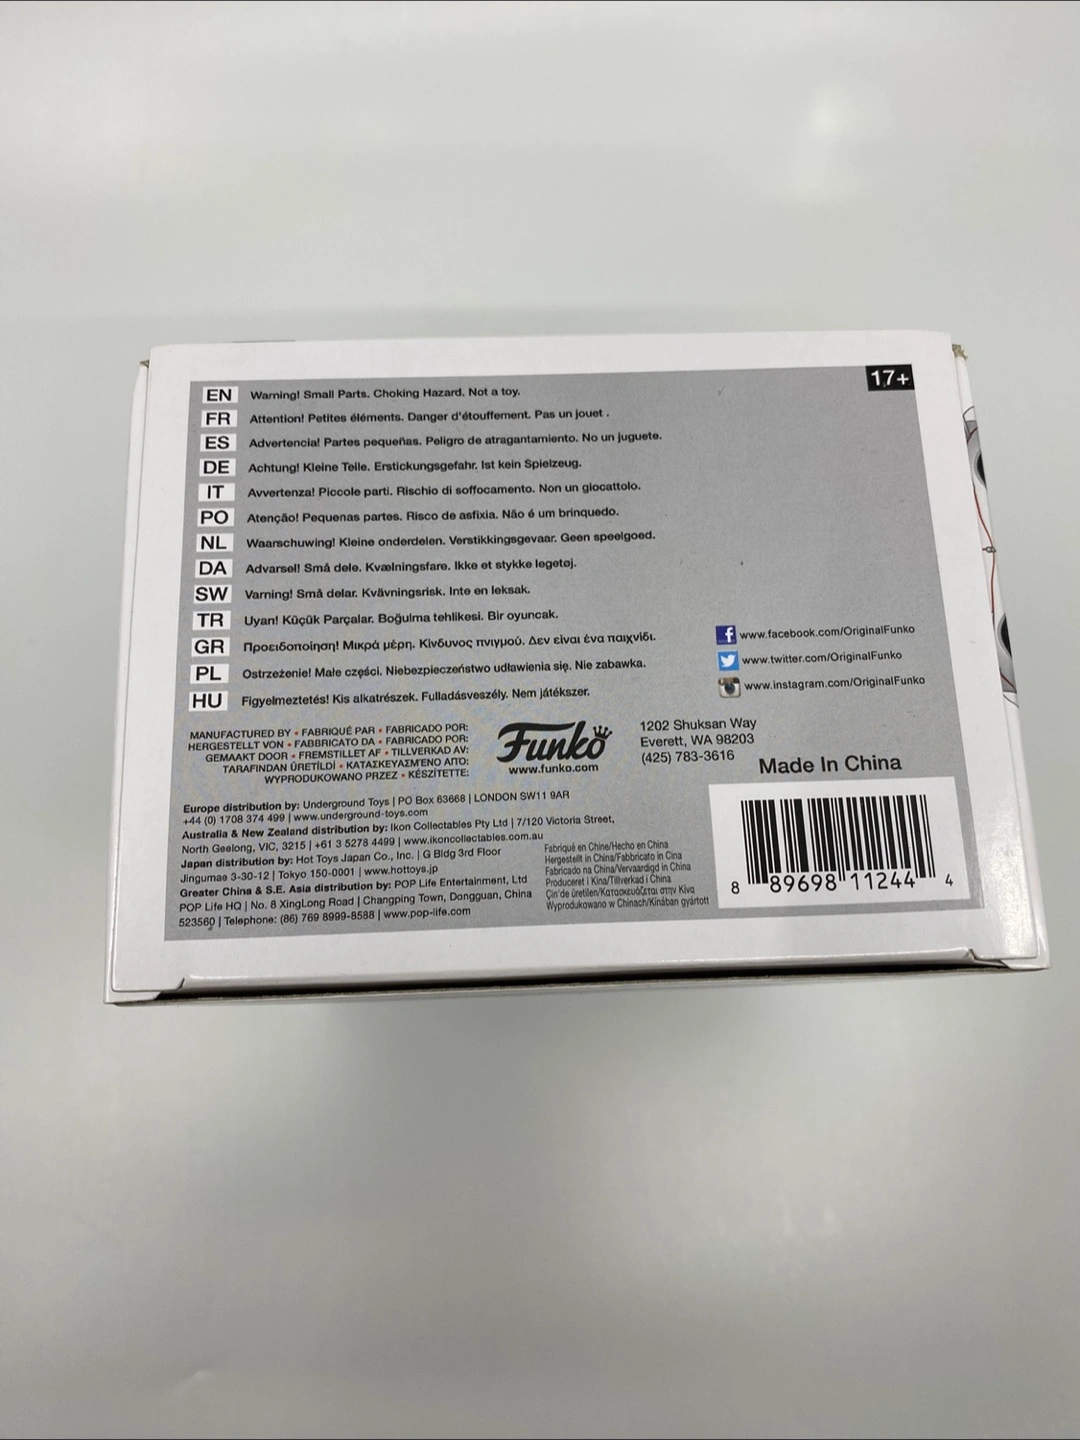 17+
EN Warning! Small Parts. Choking Hazard. Not a toy.
FR Attention! Petites éléments. Danger d'étouffement. Pas un jouet .
ES Advertencia! Partes pequeñas. Peligro de atragantamiento. No un juguete.
DE Achtung! Kleine Teile. Erstickungsgefahr. Ist kein Spielzeug.
IT Avvertenza! Piccole parti. Rischio di soffocamento. Non un giocattolo.
PO Atenção! Pequenas partes. Risco de asfixia. Não é um brinquedo.
NL Waarschuwing! Kleine onderdelen. Verstikkingsgevaar. Geen speelgoed.
DA Advarsel! Små dele. Kvælningsfare. Ikke et stykke legetøj.
SW Varning! Små delar. Kvävningsrisk. Inte en leksak.
TR Uyarı! Küçük Parçalar. Boğulma tehlikesi. Bir oyuncak.
GR Προειδοποίηση! Μικρά μέρη. Κίνδυνος πνιγμού. Δεν είναι ένα παιχνίδι.
PL Ostrzeżenie! Małe części. Niebezpieczeństwo udławienia się. Nie zabawka.
HU Figyelmeztetés! Kis alkatrészek. Fulladásveszély. Nem játékszer.
www.facebook.com/OriginalFunko
www.twitter.com/OriginalFunko
www.instagram.com/OriginalFunko
MANUFACTURED BY • FABRIQUÉ PAR • FABRICADO POR:
HERGESTELLT VON • FABBRICATO DA • FABRICADO POR:
GEMAAKT DOOR • FREMSTILLET AF • TILLVERKAD AV:
TARAFINDAN ÜRETİLDİ • ΚΑΤΑΣΚΕΥΑΣΜΈΝΟ ΑΠΌ:
WYPRODUKOWANO PRZEZ • KÉSZÍTETTE:
Funko
www.funko.com
1202 Shuksan Way
Everett, WA 98203
(425) 783-3616
Made In China
Europe distribution by: Underground Toys | PO Box 63668 | LONDON SW11 9AR
+44 (0) 1708 374 499 | www.underground-toys.com
Australia & New Zealand distribution by: Ikon Collectables Pty Ltd | 7/120 Victoria Street,
North Geelong, VIC, 3215 | +61 3 5278 4499 | www.ikoncollectables.com.au
Japan distribution by: Hot Toys Japan Co., Inc. | G Bldg 3rd Floor
Jingumae 3-30-12 | Tokyo 150-0001 | www.hottoys.jp
Greater China & S.E. Asia distribution by: POP Life Entertainment, Ltd
POP Life HQ | No. 8 XingLong Road | Changping Town, Dongguan, China
523560 | Telephone: (86) 769 8999-8588 | www.pop-life.com
Fabriqué en Chine/Hecho en China
Hergestellt in China/Fabbricato in Cina
Fabricado na China/Vervaardigd in China
Produceret i Kina/Tillverkad i China
Çin'de üretilen/Κατασκευάζεται στην Κίνα
Wyprodukowano w Chinach/Kínában gyártott
8 89698 11244 4